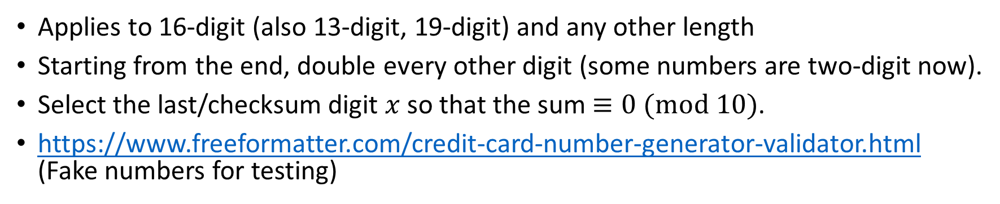 • Applies to 16-digit (also 13-digit, 19-digit) and any other length
• Starting from the end, double every other digit (some numbers are two-digit now).
• Select the last/checksum digit x so that the sum ≡ 0 (mod 10).
• https://www.freeformatter.com/credit-card-number-generator-validator.html
(Fake numbers for testing)